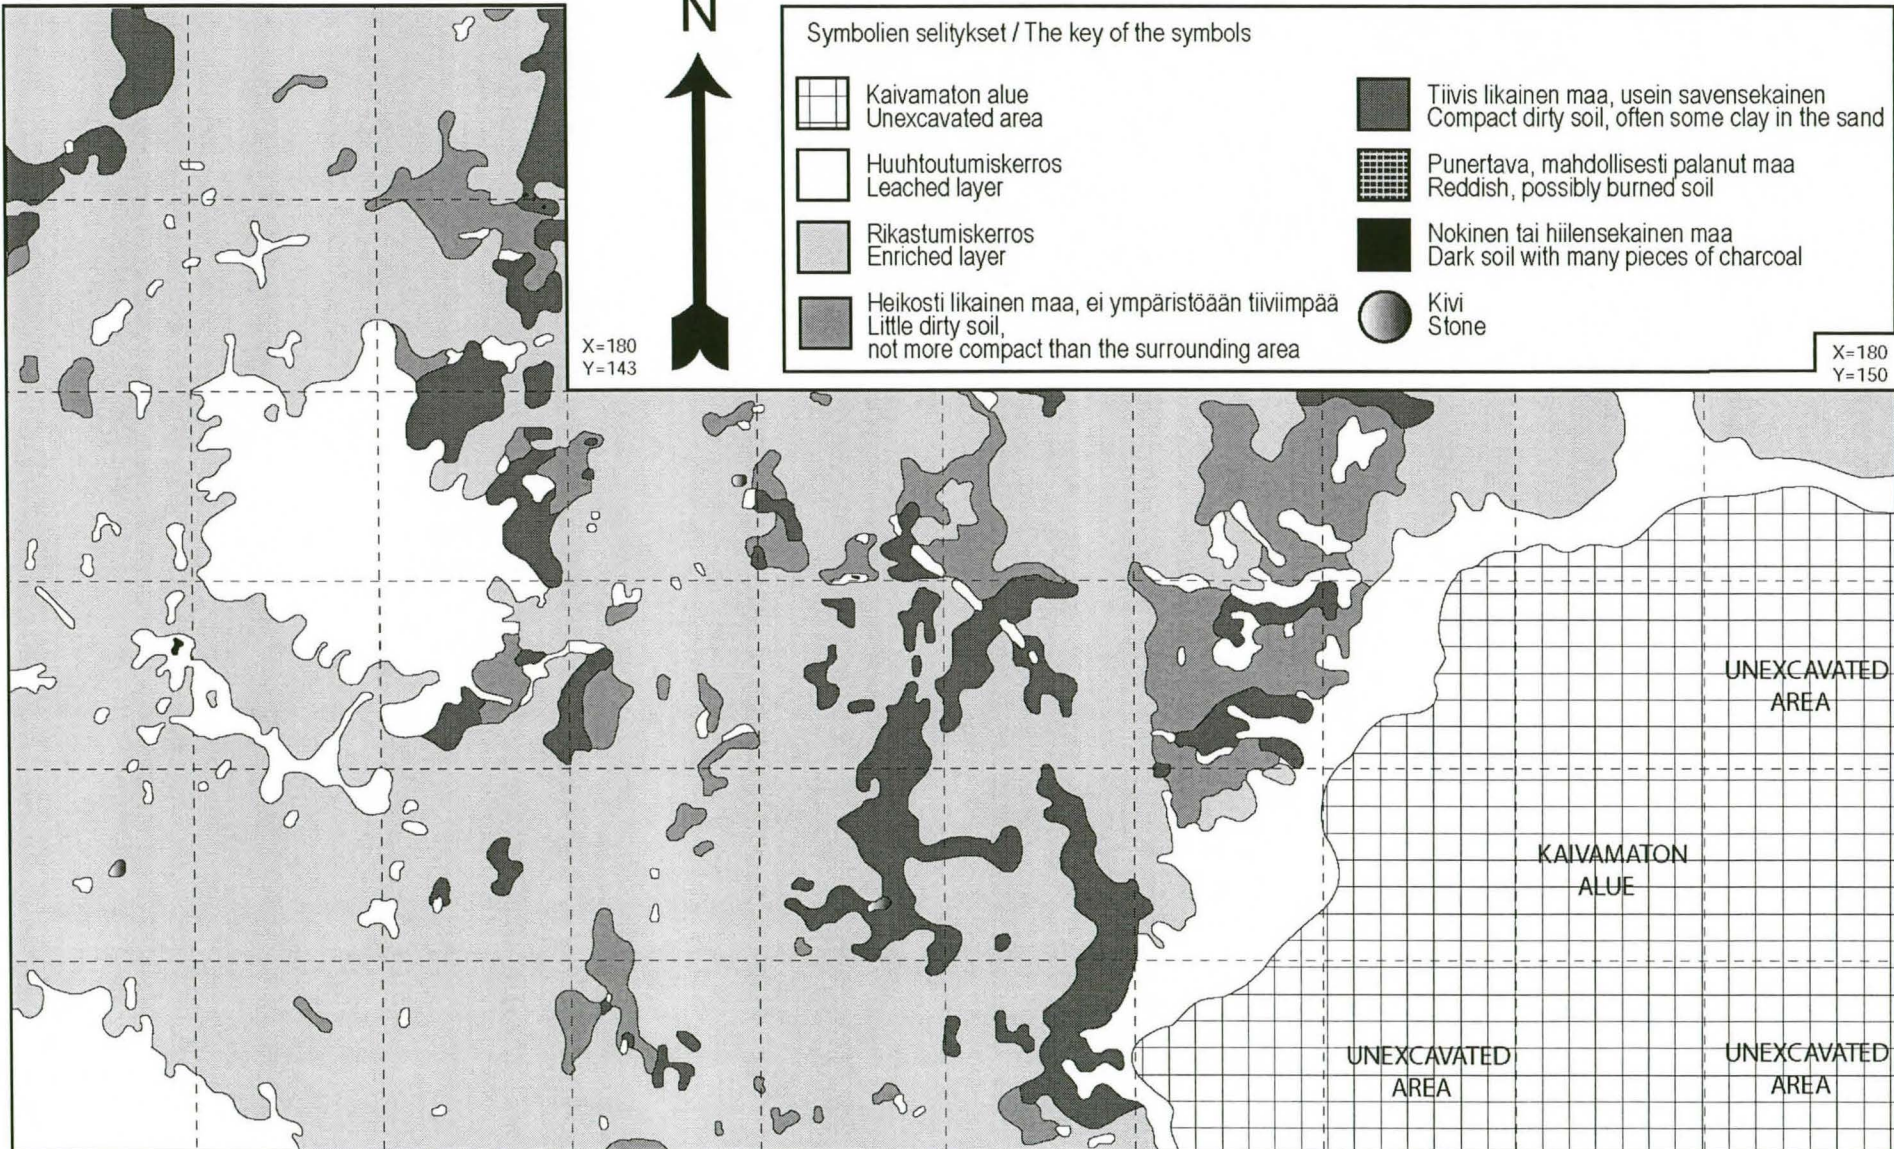 N
Symbolien selitykset / The key of the symbols
Kaivamaton alue
Unexcavated area
Huuhtoutumiskerros
Leached layer
Rikastumiskerros
Enriched layer
Heikosti likainen maa, ei ympäristöään tiiviimpää
Little dirty soil,
not more compact than the surrounding area
Tiivis likainen maa, usein savensekainen
Compact dirty soil, often some clay in the sand
Punertava, mahdollisesti palanut maa
Reddish, possibly burned soil
Nokinen tai hiilensekainen maa
Dark soil with many pieces of charcoal
Kivi
Stone
X=180
Y=143
X=180
Y=150
UNEXCAVATED
AREA
KAIVAMATON
ALUE
UNEXCAVATED
AREA
UNEXCAVATED
AREA